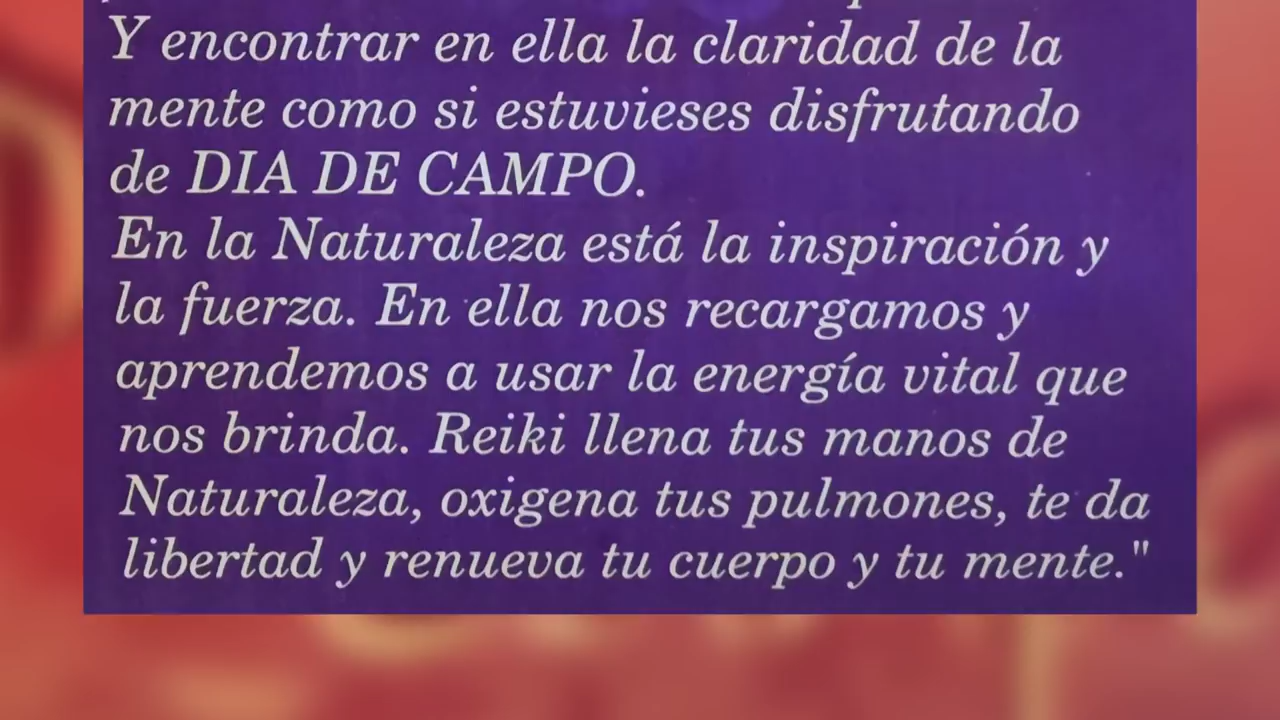 Y encontrar en ella la claridad de la
mente como si estuvieses disfrutando
de DIA DE CAMPO.
En la Naturaleza está la inspiración y
la fuerza. En ella nos recargamos y
aprendemos a usar la energía vital que
nos brinda. Reiki llena tus manos de
Naturaleza, oxigena tus pulmones, te da
libertad y renueva tu cuerpo y tu mente."